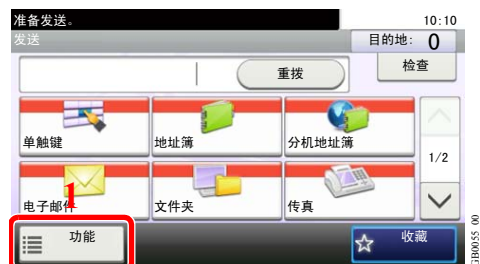 准备发送。 10:10
发送 目的地: 0
重拨 检查
单触键 地址簿 分机地址簿
1/2
电子邮件 文件夹 传真
1
功能 收藏
GB0055_00